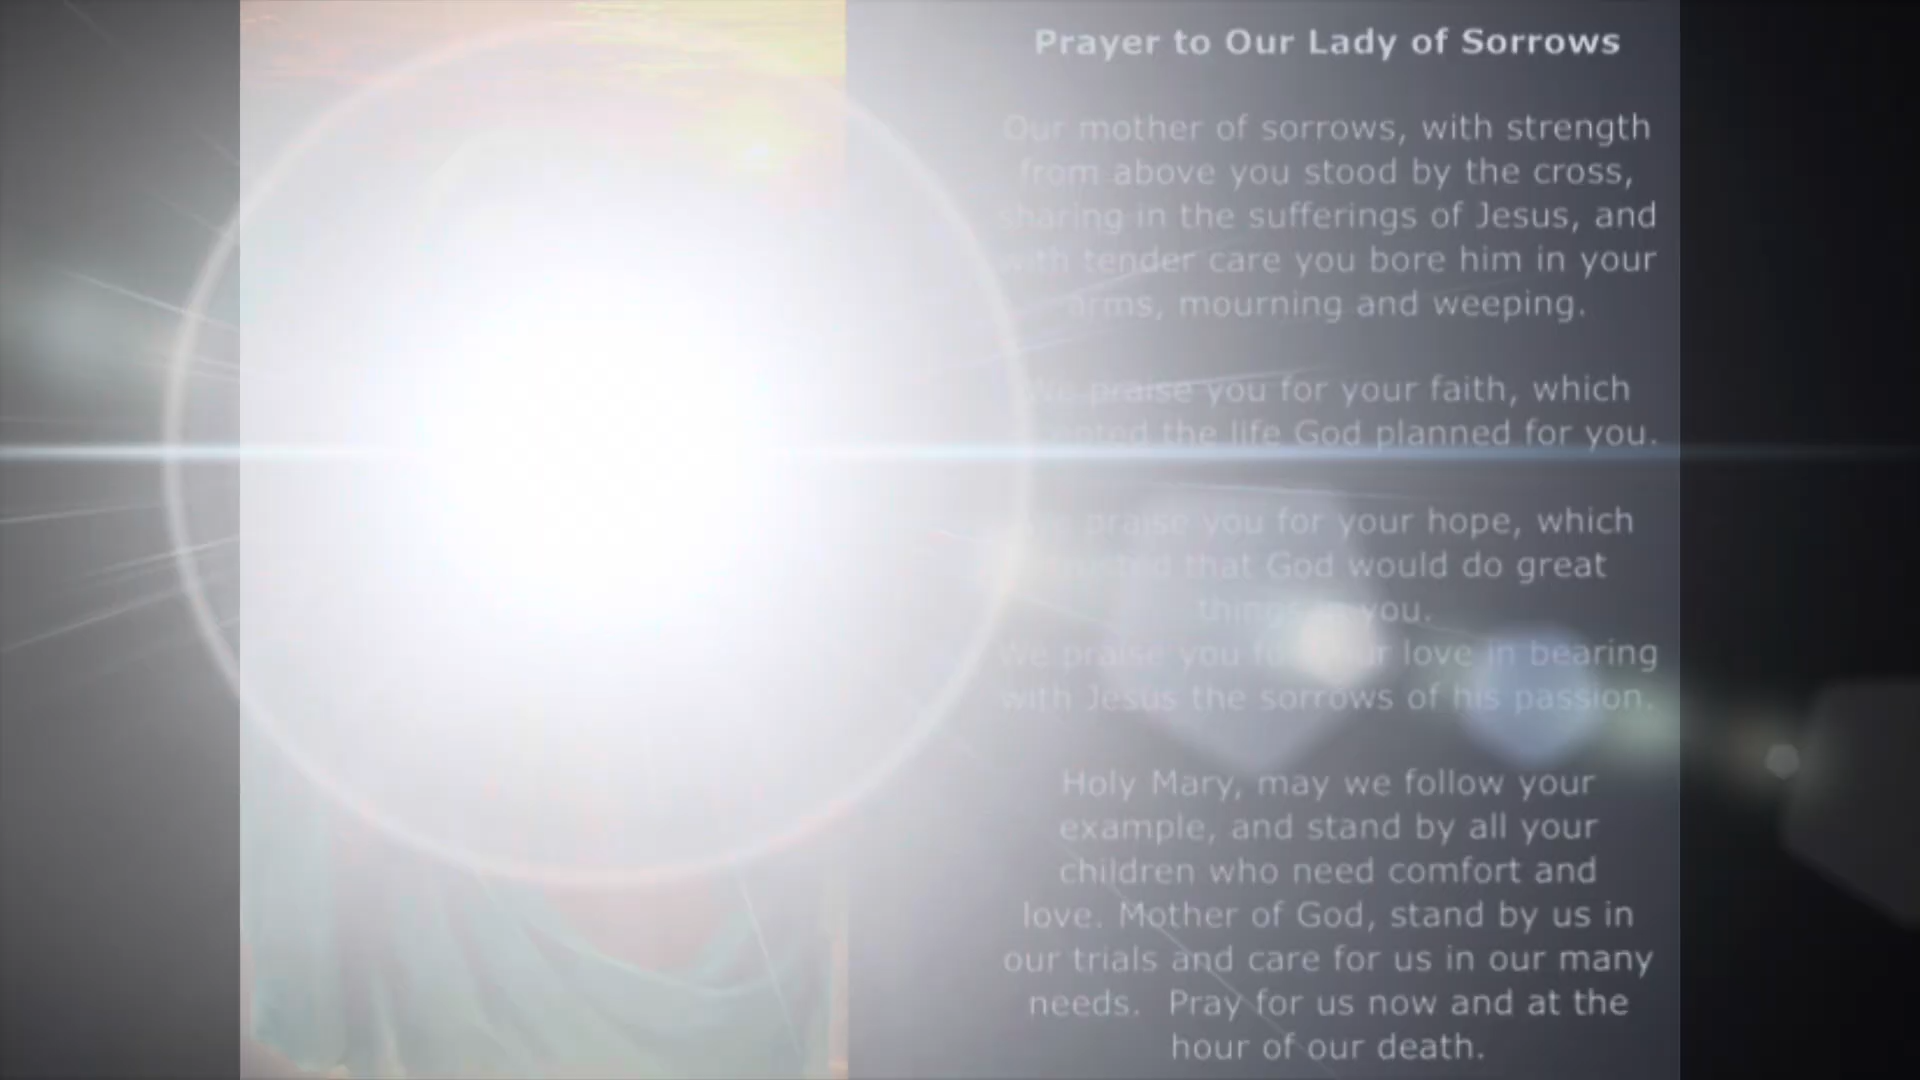 Prayer to Our Lady of Sorrows
Our mother of sorrows, with strength
from above you stood by the cross,
sharing in the sufferings of Jesus, and
with tender care you bore him in your
arms, mourning and weeping.
We praise you for your faith, which
the life God planned for you.
praise you for your hope, which
that God would do great
things you.
We praise you for your love in bearing
with Jesus the sorrows of his passion.
Holy Mary, may we follow your
example, and stand by all your
children who need comfort and
love. Mother of God, stand by us in
our trials and care for us in our many
needs.  Pray for us now and at the
hour of our death.